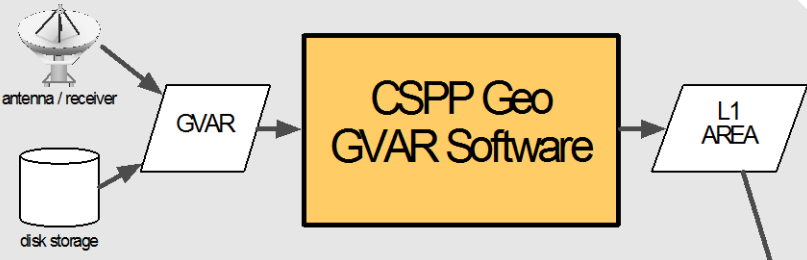 antenna / receiver
GVAR
CSPP Geo
GVAR Software
L1
AREA
disk storage